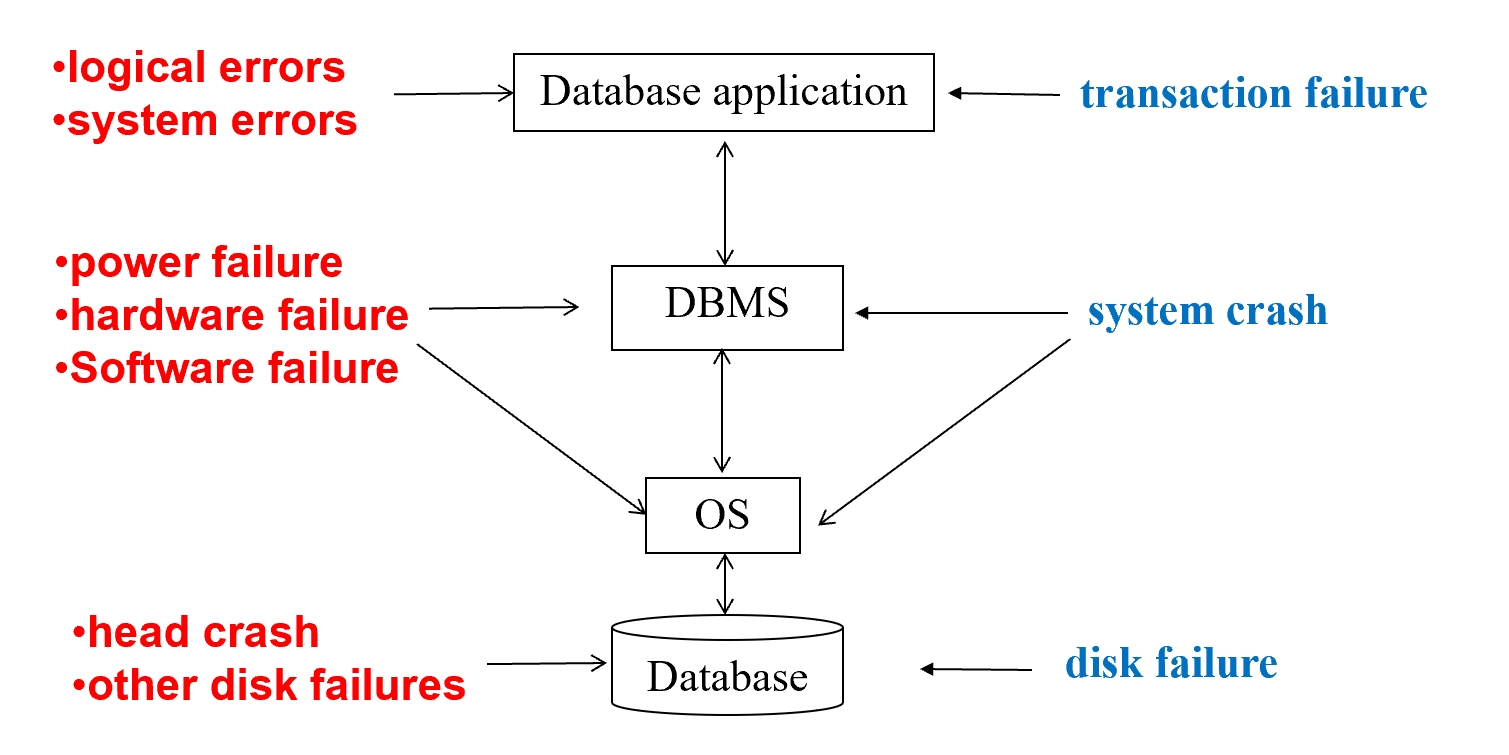 •logical errors
•system errors
Database application
transaction failure
•power failure
•hardware failure
•Software failure
DBMS
system crash
OS
•head crash
•other disk failures
Database
disk failure